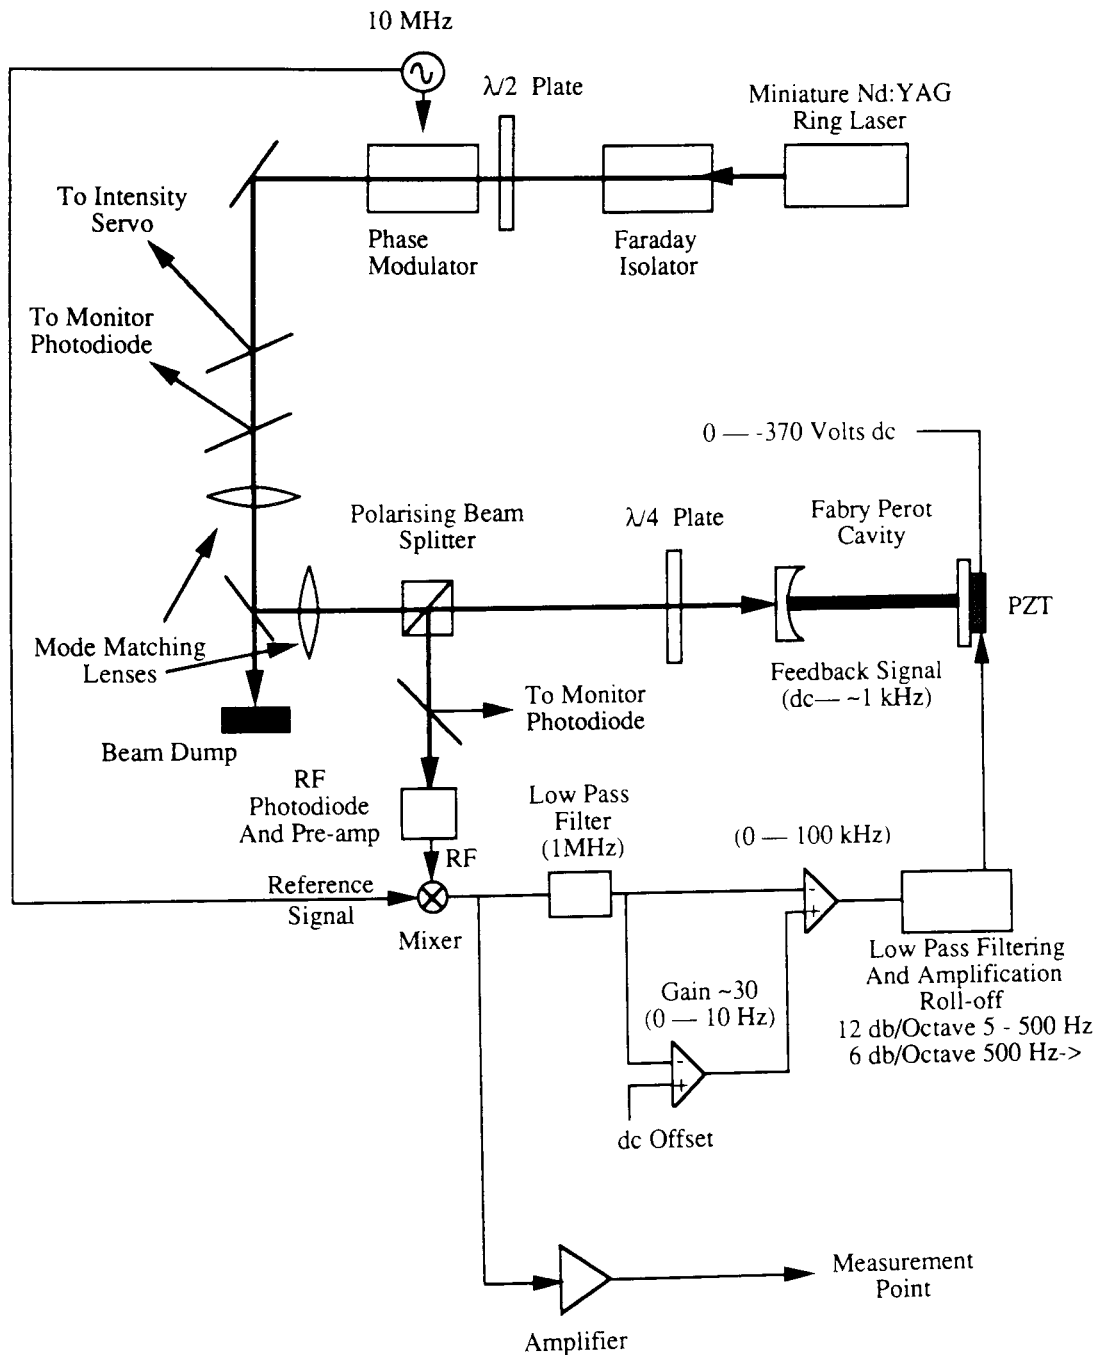 10 MHz
λ/2 Plate
Miniature Nd:YAG
Ring Laser
To Intensity
Servo
Phase
Modulator
Faraday
Isolator
To Monitor
Photodiode
0 — -370 Volts dc
Polarising Beam
Splitter
λ/4 Plate
Fabry Perot
Cavity
PZT
Mode Matching
Lenses
Feedback Signal
(dc— ~1 kHz)
To Monitor
Photodiode
Beam Dump
RF
Photodiode
And Pre-amp
Low Pass
Filter
(1MHz)
(0 — 100 kHz)
RF
Reference
Signal
Mixer
-
+
Low Pass Filtering
And Amplification
Roll-off
12 db/Octave 5 - 500 Hz
6 db/Octave 500 Hz->
Gain ~30
(0 — 10 Hz)
-
+
dc Offset
Measurement
Point
Amplifier